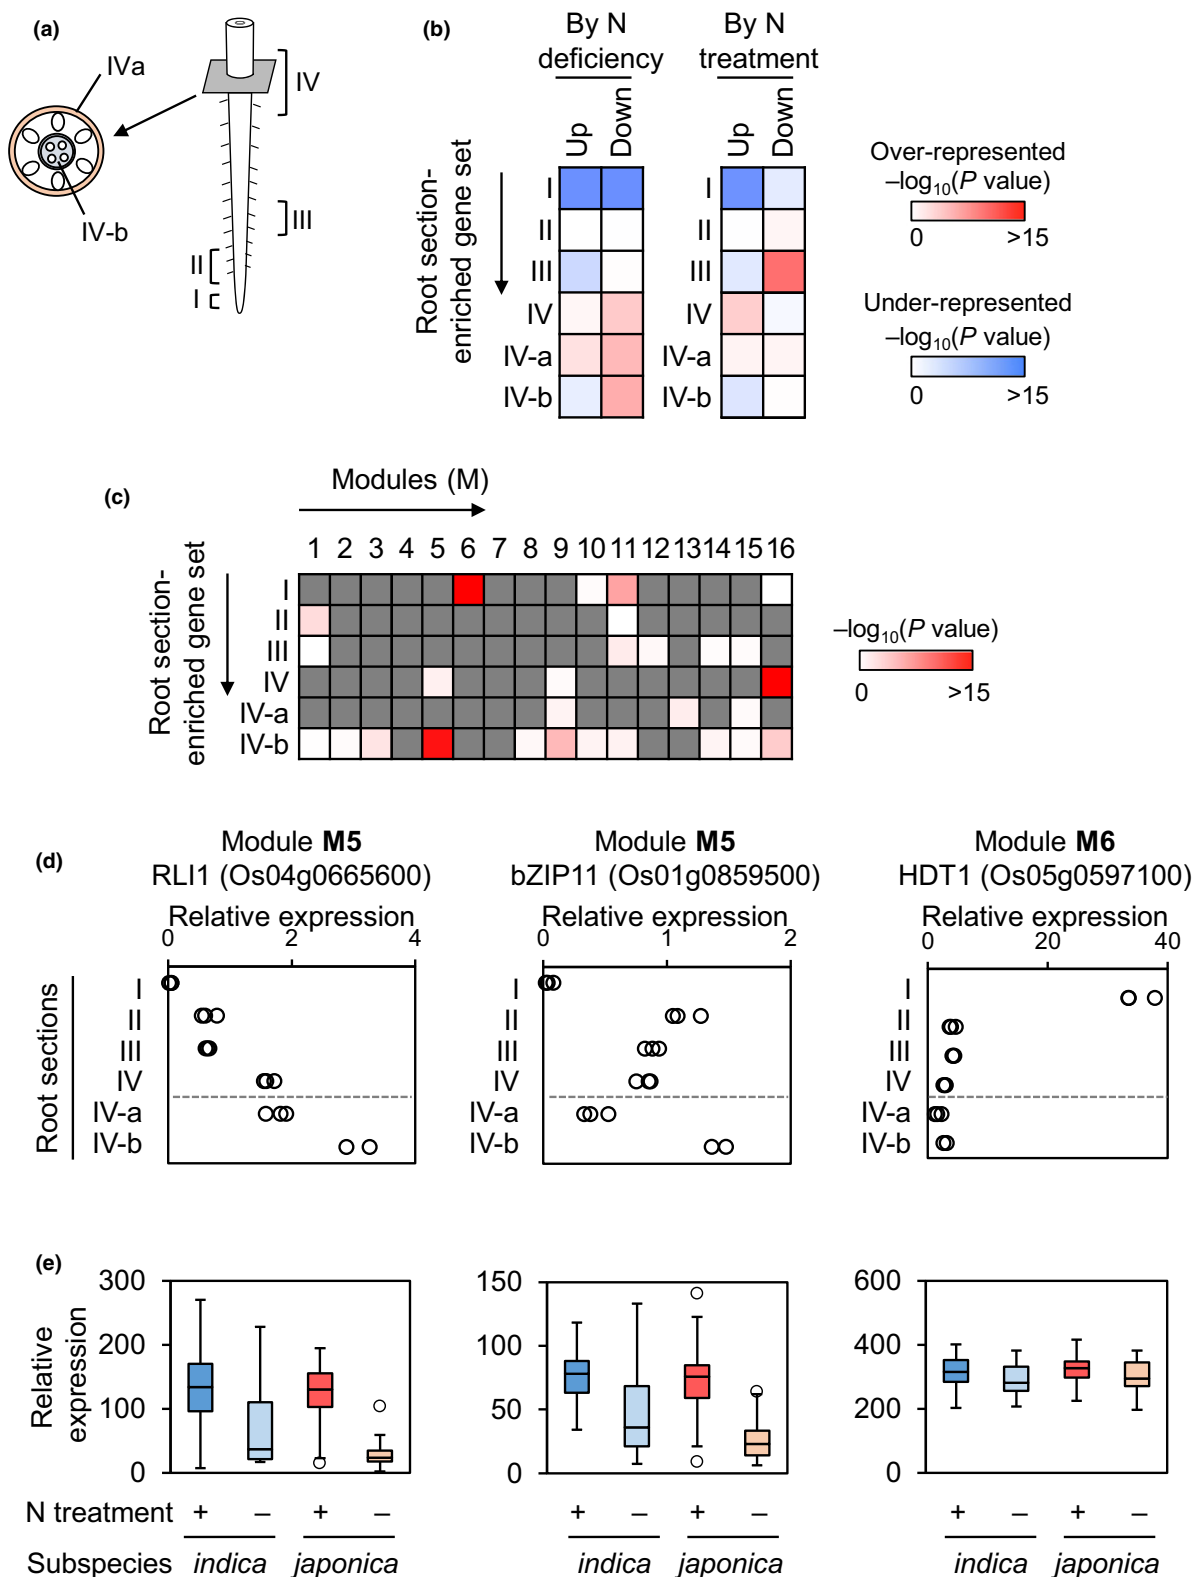 (a)
IVa
IV
IV-b
III
II
I
(b)
By N deficiency
By N treatment
Up
Down
Up
Down
Root section-enriched gene set
I
II
III
IV
IV-a
IV-b
I
II
III
IV
IV-a
IV-b
Over-represented
–log10(P value)
0 >15
Under-represented
–log10(P value)
0 >15
(c)
Modules (M)
1 2 3 4 5 6 7 8 9 10 11 12 13 14 15 16
Root section-enriched gene set
I
II
III
IV
IV-a
IV-b
–log10(P value)
0 >15
(d)
Module M5
RLI1 (Os04g0665600)
Relative expression
0 2 4
Root sections
I
II
III
IV
IV-a
IV-b
Module M5
bZIP11 (Os01g0859500)
Relative expression
0 1 2
I
II
III
IV
IV-a
IV-b
Module M6
HDT1 (Os05g0597100)
Relative expression
0 20 40
I
II
III
IV
IV-a
IV-b
(e)
Relative expression
300
200
100
0
150
100
50
0
600
400
200
0
N treatment + – + – + – + – + – + –
Subspecies indica japonica indica japonica indica japonica